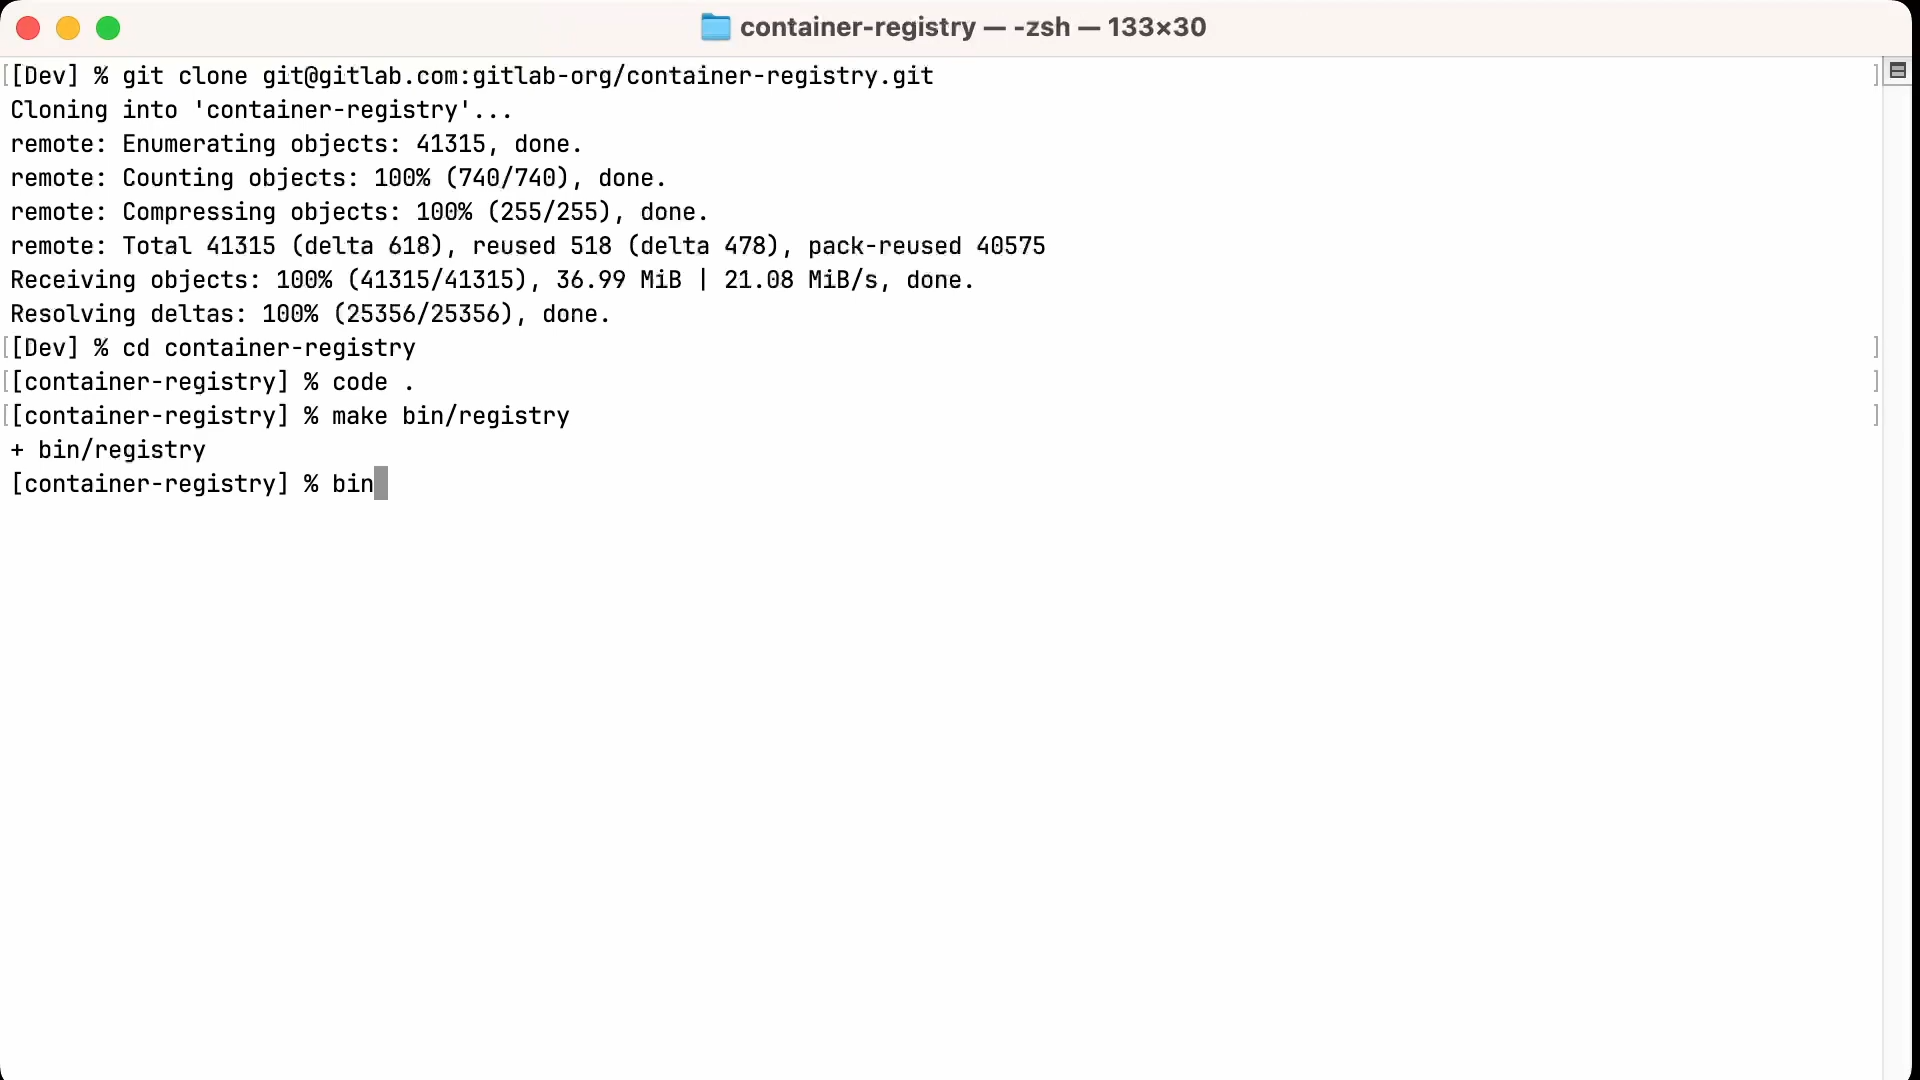 container-registry — -zsh — 133×30
[[Dev] % git clone git@gitlab.com:gitlab-org/container-registry.git ]
Cloning into 'container-registry'...
remote: Enumerating objects: 41315, done.
remote: Counting objects: 100% (740/740), done.
remote: Compressing objects: 100% (255/255), done.
remote: Total 41315 (delta 618), reused 518 (delta 478), pack-reused 40575
Receiving objects: 100% (41315/41315), 36.99 MiB | 21.08 MiB/s, done.
Resolving deltas: 100% (25356/25356), done.
[[Dev] % cd container-registry ]
[[container-registry] % code . ]
[[container-registry] % make bin/registry ]
+ bin/registry
[container-registry] % bin